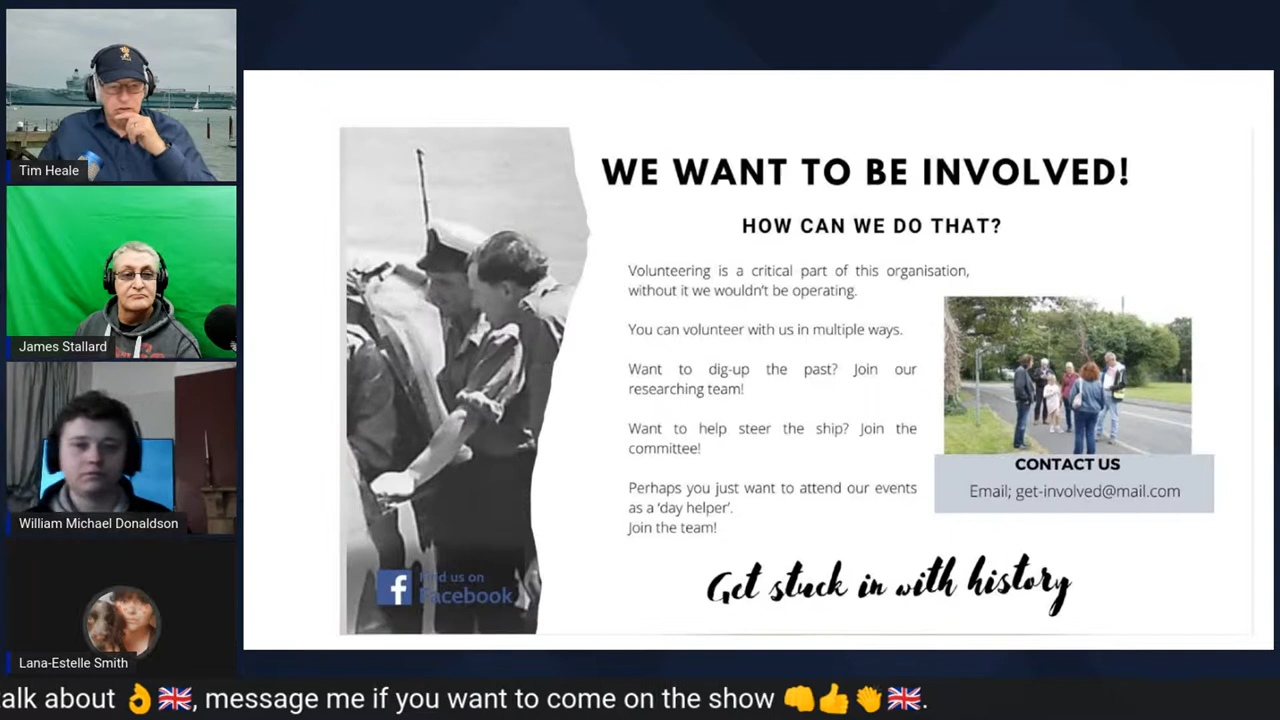 Tim Heale
James Stallard
William Michael Donaldson
Lana-Estelle Smith
WE WANT TO BE INVOLVED!
HOW CAN WE DO THAT?
Volunteering is a critical part of this organisation,
without it we wouldn't be operating.
You can volunteer with us in multiple ways.
Want to dig-up the past? Join our
researching team!
Want to help steer the ship? Join the
committee!
Perhaps you just want to attend our events
as a 'day helper'.
Join the team!
CONTACT US
Email; get-involved@mail.com
Get stuck in with history
Find us on
Facebook
talk about 👌🇬🇧, message me if you want to come on the show 👊👍👏🇬🇧.